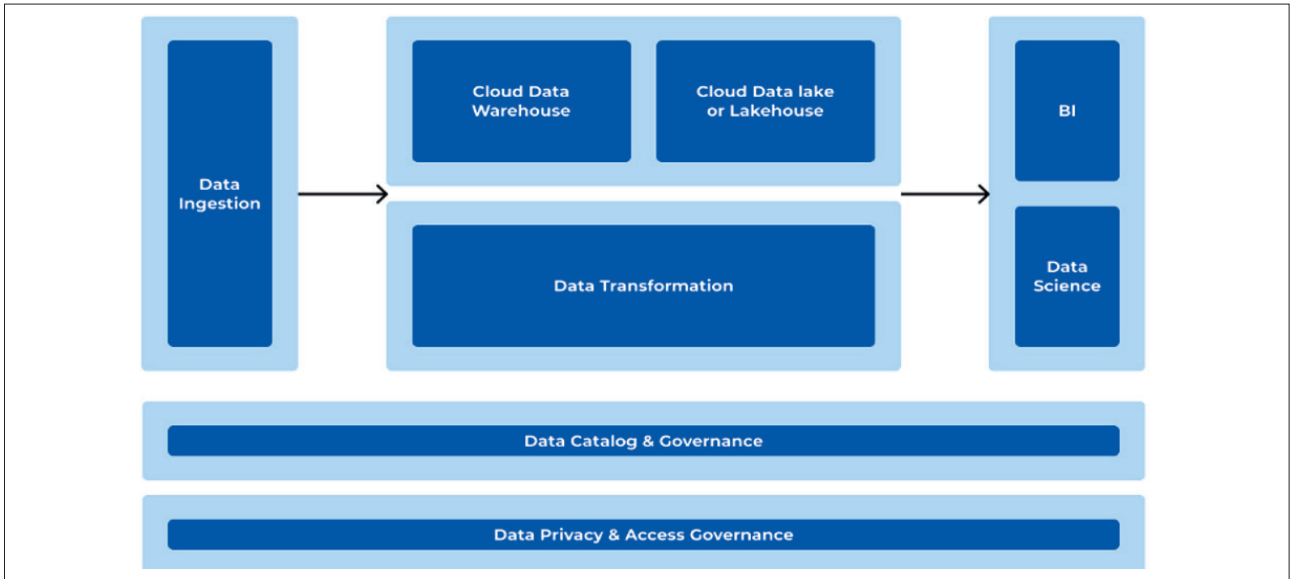 Data
Ingestion
Cloud Data
Warehouse
Cloud Data lake
or Lakehouse
Data Transformation
BI
Data
Science
Data Catalog & Governance
Data Privacy & Access Governance